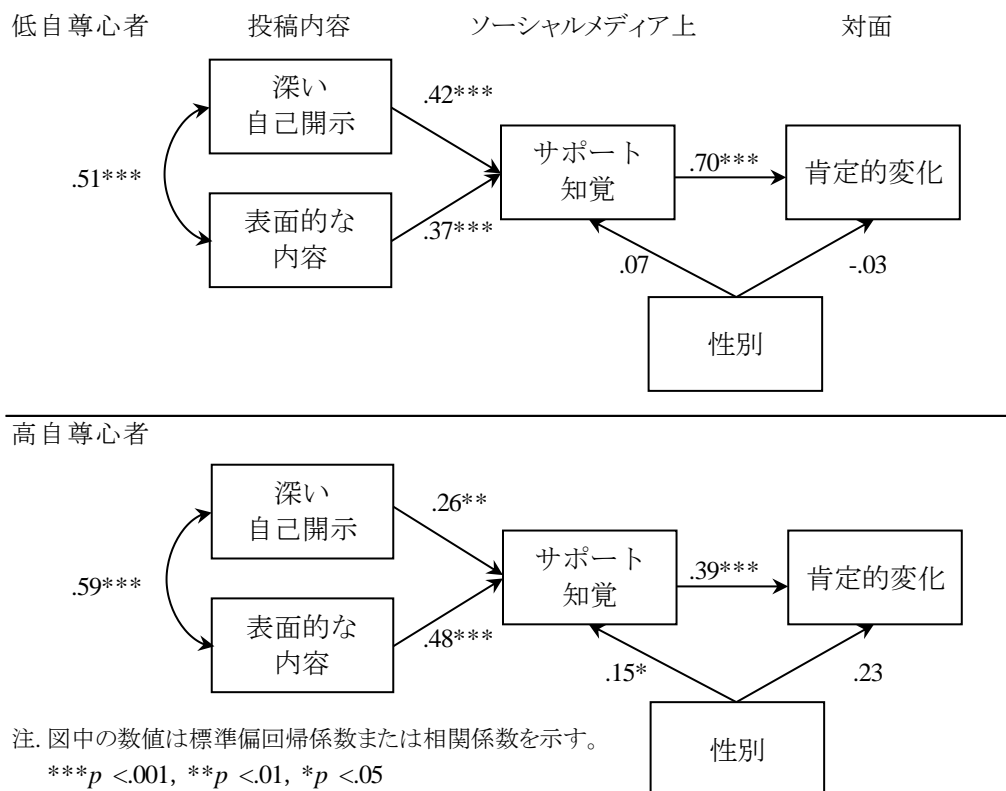 低自尊心者 投稿内容 ソーシャルメディア上 対面
深い
自己開示
.42***
サポート
知覚
.70***
肯定的変化
.51***
表面的な
内容
.37***
.07
-.03
性別
高自尊心者
深い
自己開示
.26**
サポート
知覚
.39***
肯定的変化
.59***
表面的な
内容
.48***
.15*
.23
性別
注. 図中の数値は標準偏回帰係数または相関係数を示す。
***p <.001, **p <.01, *p <.05